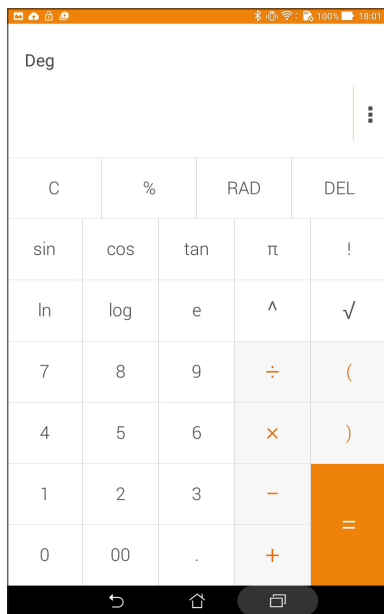 100% 18:01
Deg
C % RAD DEL
sin cos tan π !
ln log e ^ √
7 8 9 ÷ (
4 5 6 × )
1 2 3 −
=
0 00 . +